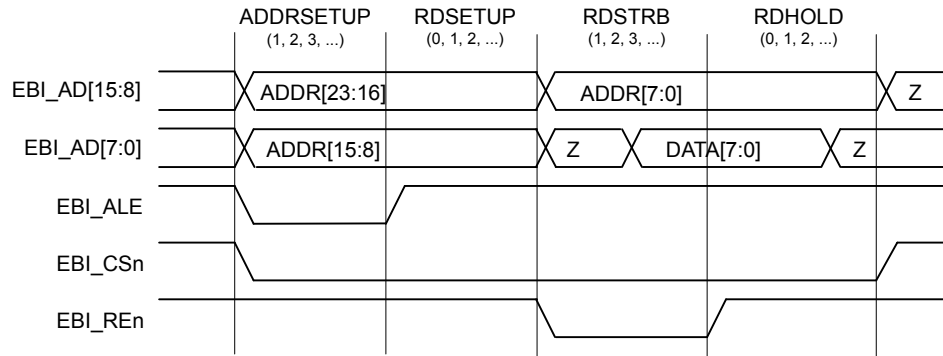 ADDRSETUP RDSETUP RDSTRB RDHOLD
(1, 2, 3, ...) (0, 1, 2, ...) (1, 2, 3, ...) (0, 1, 2, ...)
EBI_AD[15:8] ADDR[23:16] ADDR[7:0] Z
EBI_AD[7:0] ADDR[15:8] Z DATA[7:0] Z
EBI_ALE
EBI_CSn
EBI_REn